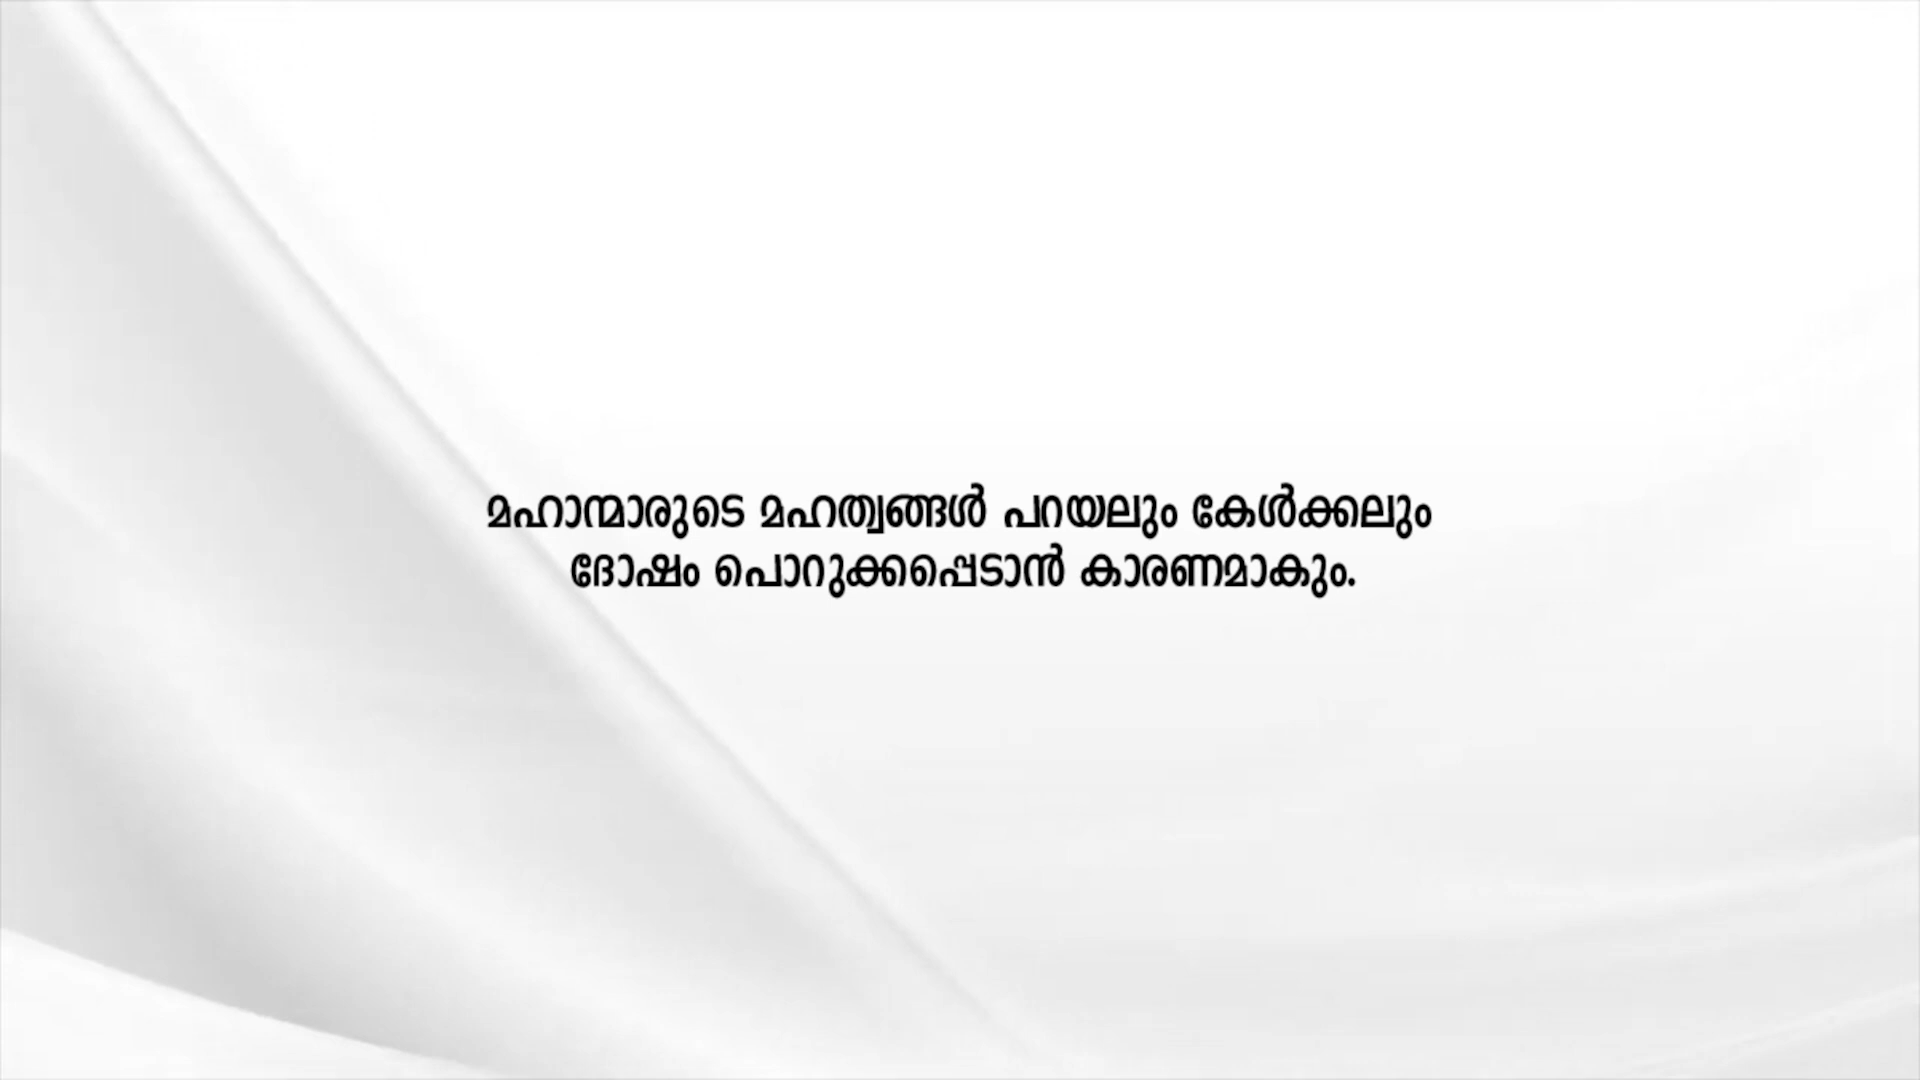 മഹാന്മാരുടെ മഹത്വങ്ങൾ പറയലും കേൾക്കലും
ദോഷം പൊറുക്കപ്പെടാൻ കാരണമാകും.